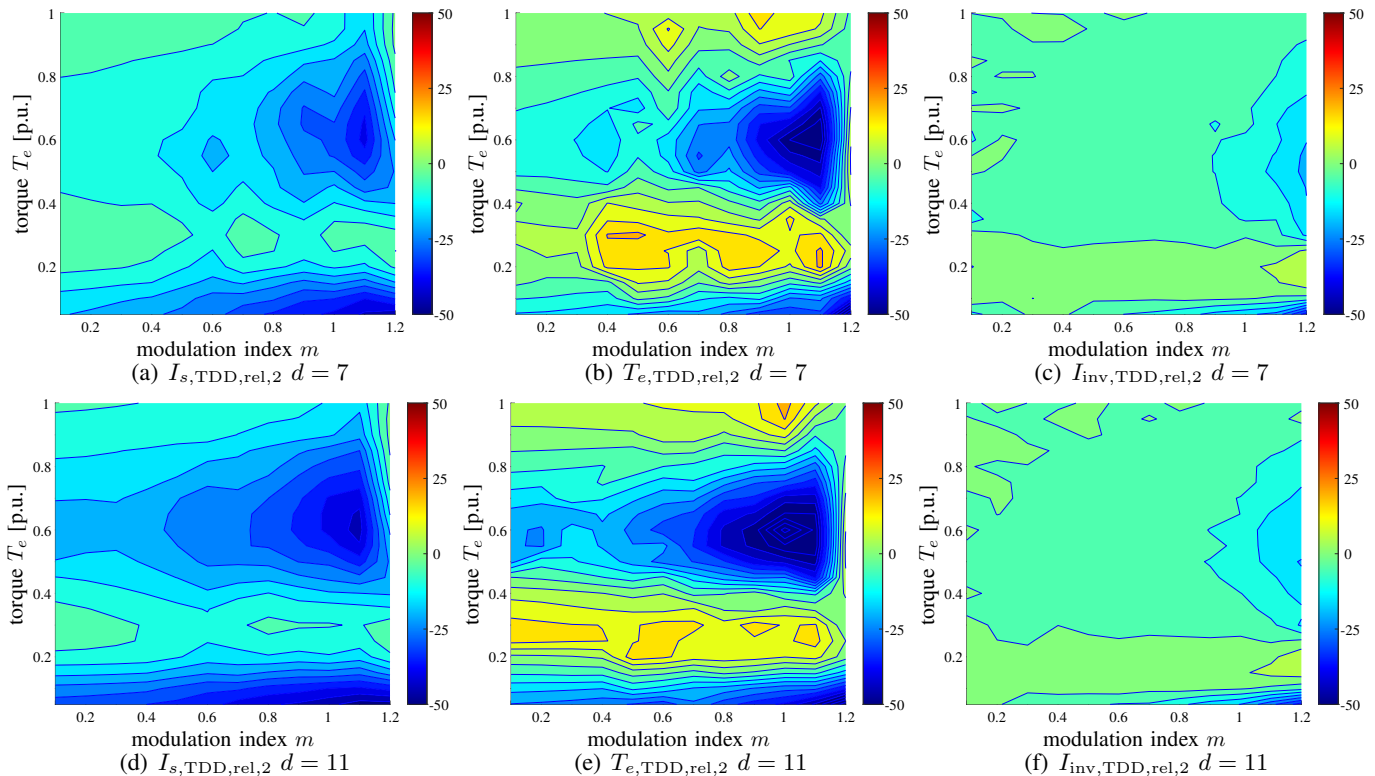 1 50 1 50 1 50
0.8 25 0.8 25 0.8 25
torque T_e [p.u.] 0.6 0 torque T_e [p.u.] 0.6 0 torque T_e [p.u.] 0.6 0
0.4 -25 0.4 -25 0.4 -25
0.2 0.2 0.2
-50 -50 -50
0.2 0.4 0.6 0.8 1 1.2 0.2 0.4 0.6 0.8 1 1.2 0.2 0.4 0.6 0.8 1 1.2
modulation index m modulation index m modulation index m
(a) I_{s,TDD,rel,2} d = 7 (b) T_{e,TDD,rel,2} d = 7 (c) I_{inv,TDD,rel,2} d = 7
1 50 1 50 1 50
0.8 25 0.8 25 0.8 25
torque T_e [p.u.] 0.6 0 torque T_e [p.u.] 0.6 0 torque T_e [p.u.] 0.6 0
0.4 -25 0.4 -25 0.4 -25
0.2 0.2 0.2
-50 -50 -50
0.2 0.4 0.6 0.8 1 1.2 0.2 0.4 0.6 0.8 1 1.2 0.2 0.4 0.6 0.8 1 1.2
modulation index m modulation index m modulation index m
(d) I_{s,TDD,rel,2} d = 11 (e) T_{e,TDD,rel,2} d = 11 (f) I_{inv,TDD,rel,2} d = 11